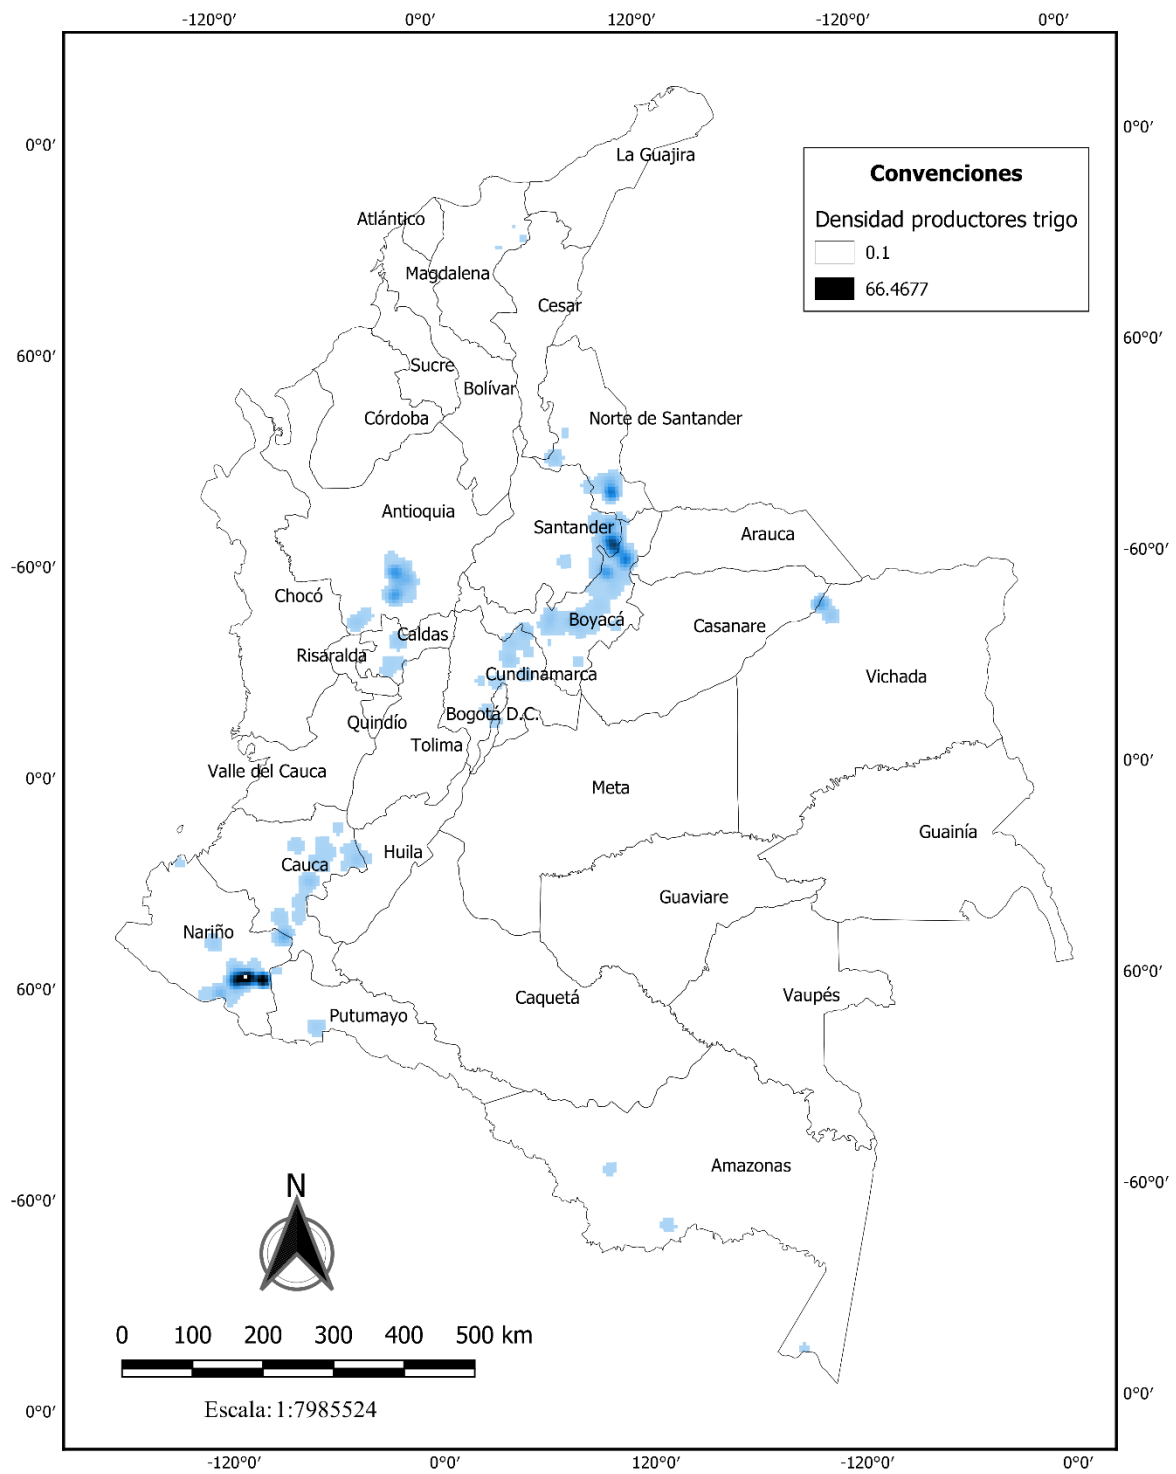 -120°0' 0°0' 120°0' -120°0' 0°0'
0°0' 0°0'
La Guajira
Convenciones
Densidad productores trigo
0.1
66.4677
Atlántico
Magdalena
Cesar
60°0' 60°0'
Sucre
Bolívar
Córdoba
Norte de Santander
Antioquia
Santander
Arauca
-60°0' -60°0'
Chocó
Boyacá
Casanare
Caldas
Risaralda
Cundinamarca
Vichada
Bogotá D.C.
Quindío
Tolima
0°0' 0°0'
Valle del Cauca
Meta
Guainía
Huila
Cauca
Guaviare
Nariño
60°0' 60°0'
Caquetá
Vaupés
Putumayo
Amazonas
-60°0' -60°0'
N
0 100 200 300 400 500 km
Escala: 1:7985524
0°0' 0°0'
-120°0' 0°0' 120°0' -120°0' 0°0'